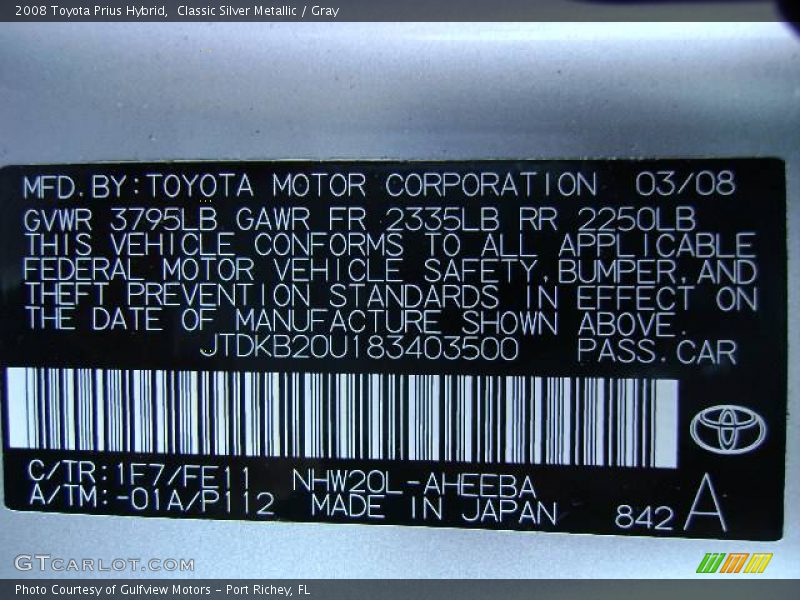 2008 Toyota Prius Hybrid,  Classic Silver Metallic / Gray
MFD. BY: TOYOTA MOTOR CORPORATION 03/08
GVWR 3795LB GAWR FR 2335LB RR 2250LB
THIS VEHICLE CONFORMS TO ALL APPLICABLE
FEDERAL MOTOR VEHICLE SAFETY, BUMPER, AND
THEFT PREVENTION STANDARDS IN EFFECT ON
THE DATE OF MANUFACTURE SHOWN ABOVE.
JTDKB20U183403500 PASS. CAR
C/TR: 1F7/FE11 NHW20L-AHEEBA
A/TM: -01A/P112 MADE IN JAPAN 842 A
GTCARLOT.COM
Photo Courtesy of Gulfview Motors - Port Richey, FL